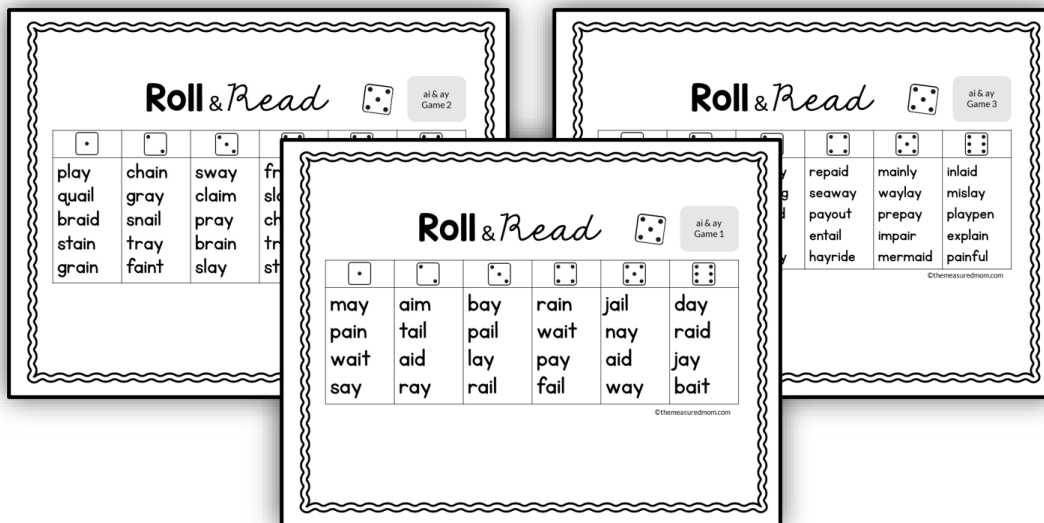 Roll & Read
ai & ay
Game 2
play chain sway
quail gray claim
braid snail pray
stain tray brain
grain faint slay
Roll & Read
ai & ay
Game 3
repaid mainly inlaid
seaway waylay mislay
payout prepay playpen
entail impair explain
hayride mermaid painful
©themeasuredmom.com
Roll & Read
ai & ay
Game 1
may aim bay rain jail day
pain tail pail wait nay raid
wait aid lay pay aid jay
say ray rail fail way bait
©themeasuredmom.com